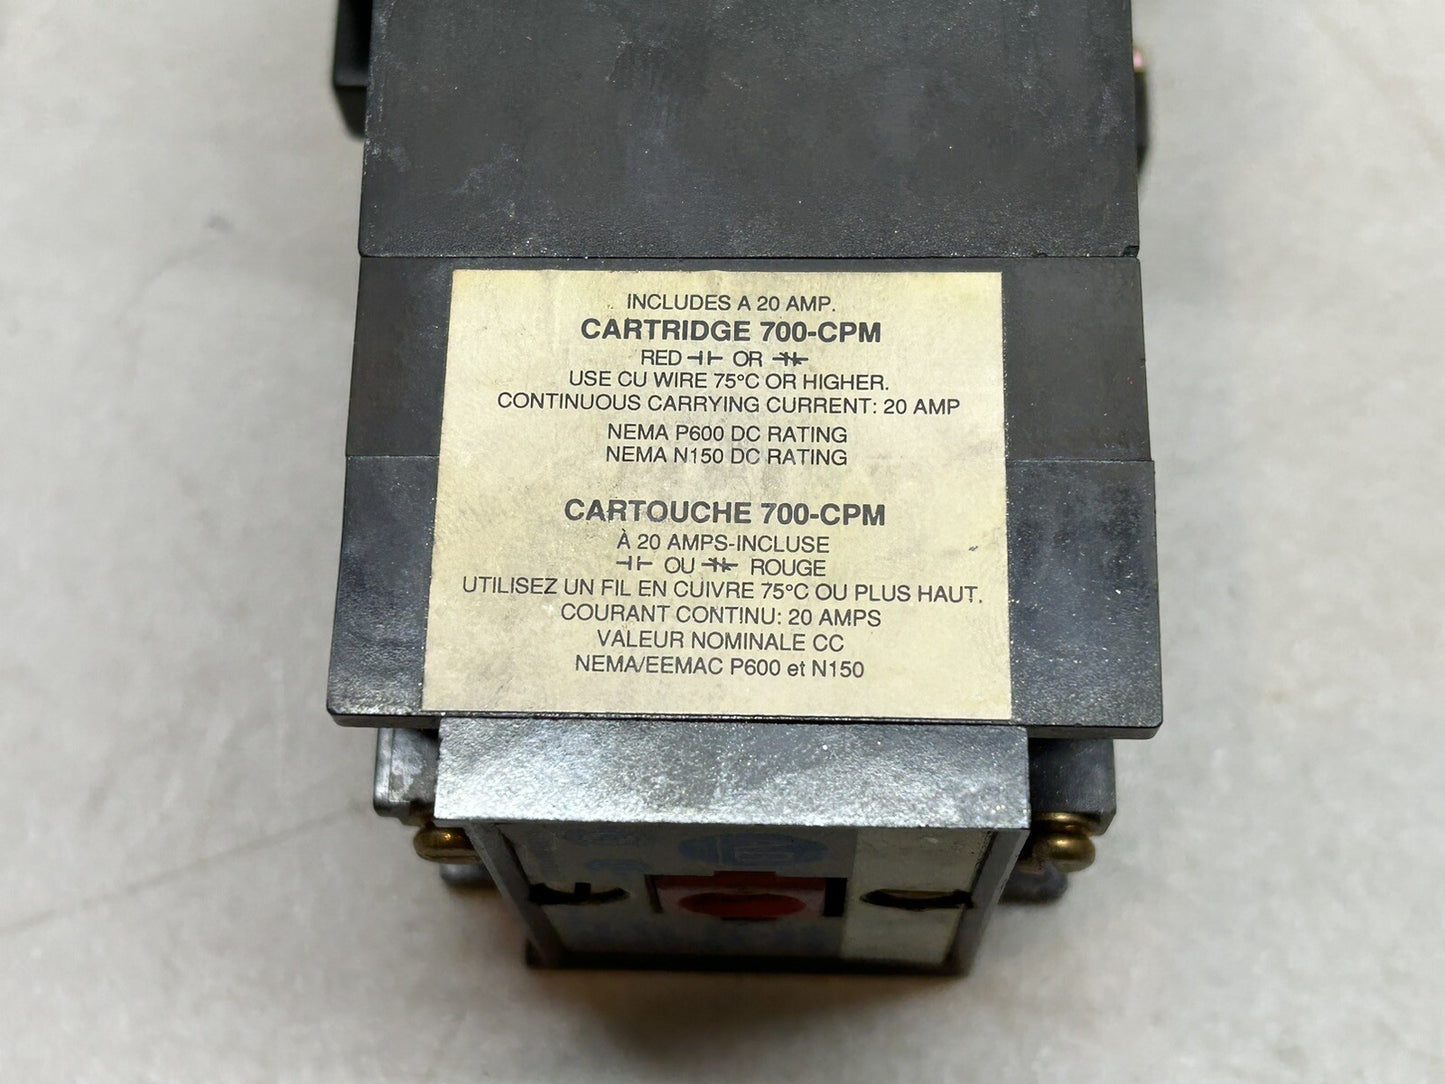 INCLUDES A 20 AMP.
CARTRIDGE 700-CPM
RED ⊣⊢ OR ⊣/⊢
USE CU WIRE 75°C OR HIGHER.
CONTINUOUS CARRYING CURRENT: 20 AMP
NEMA P600 DC RATING
NEMA N150 DC RATING
CARTOUCHE 700-CPM
À 20 AMPS-INCLUSE
⊣⊢ OU ⊣/⊢ ROUGE
UTILISEZ UN FIL EN CUIVRE 75°C OU PLUS HAUT.
COURANT CONTINU: 20 AMPS
VALEUR NOMINALE CC
NEMA/EEMAC P600 et N150